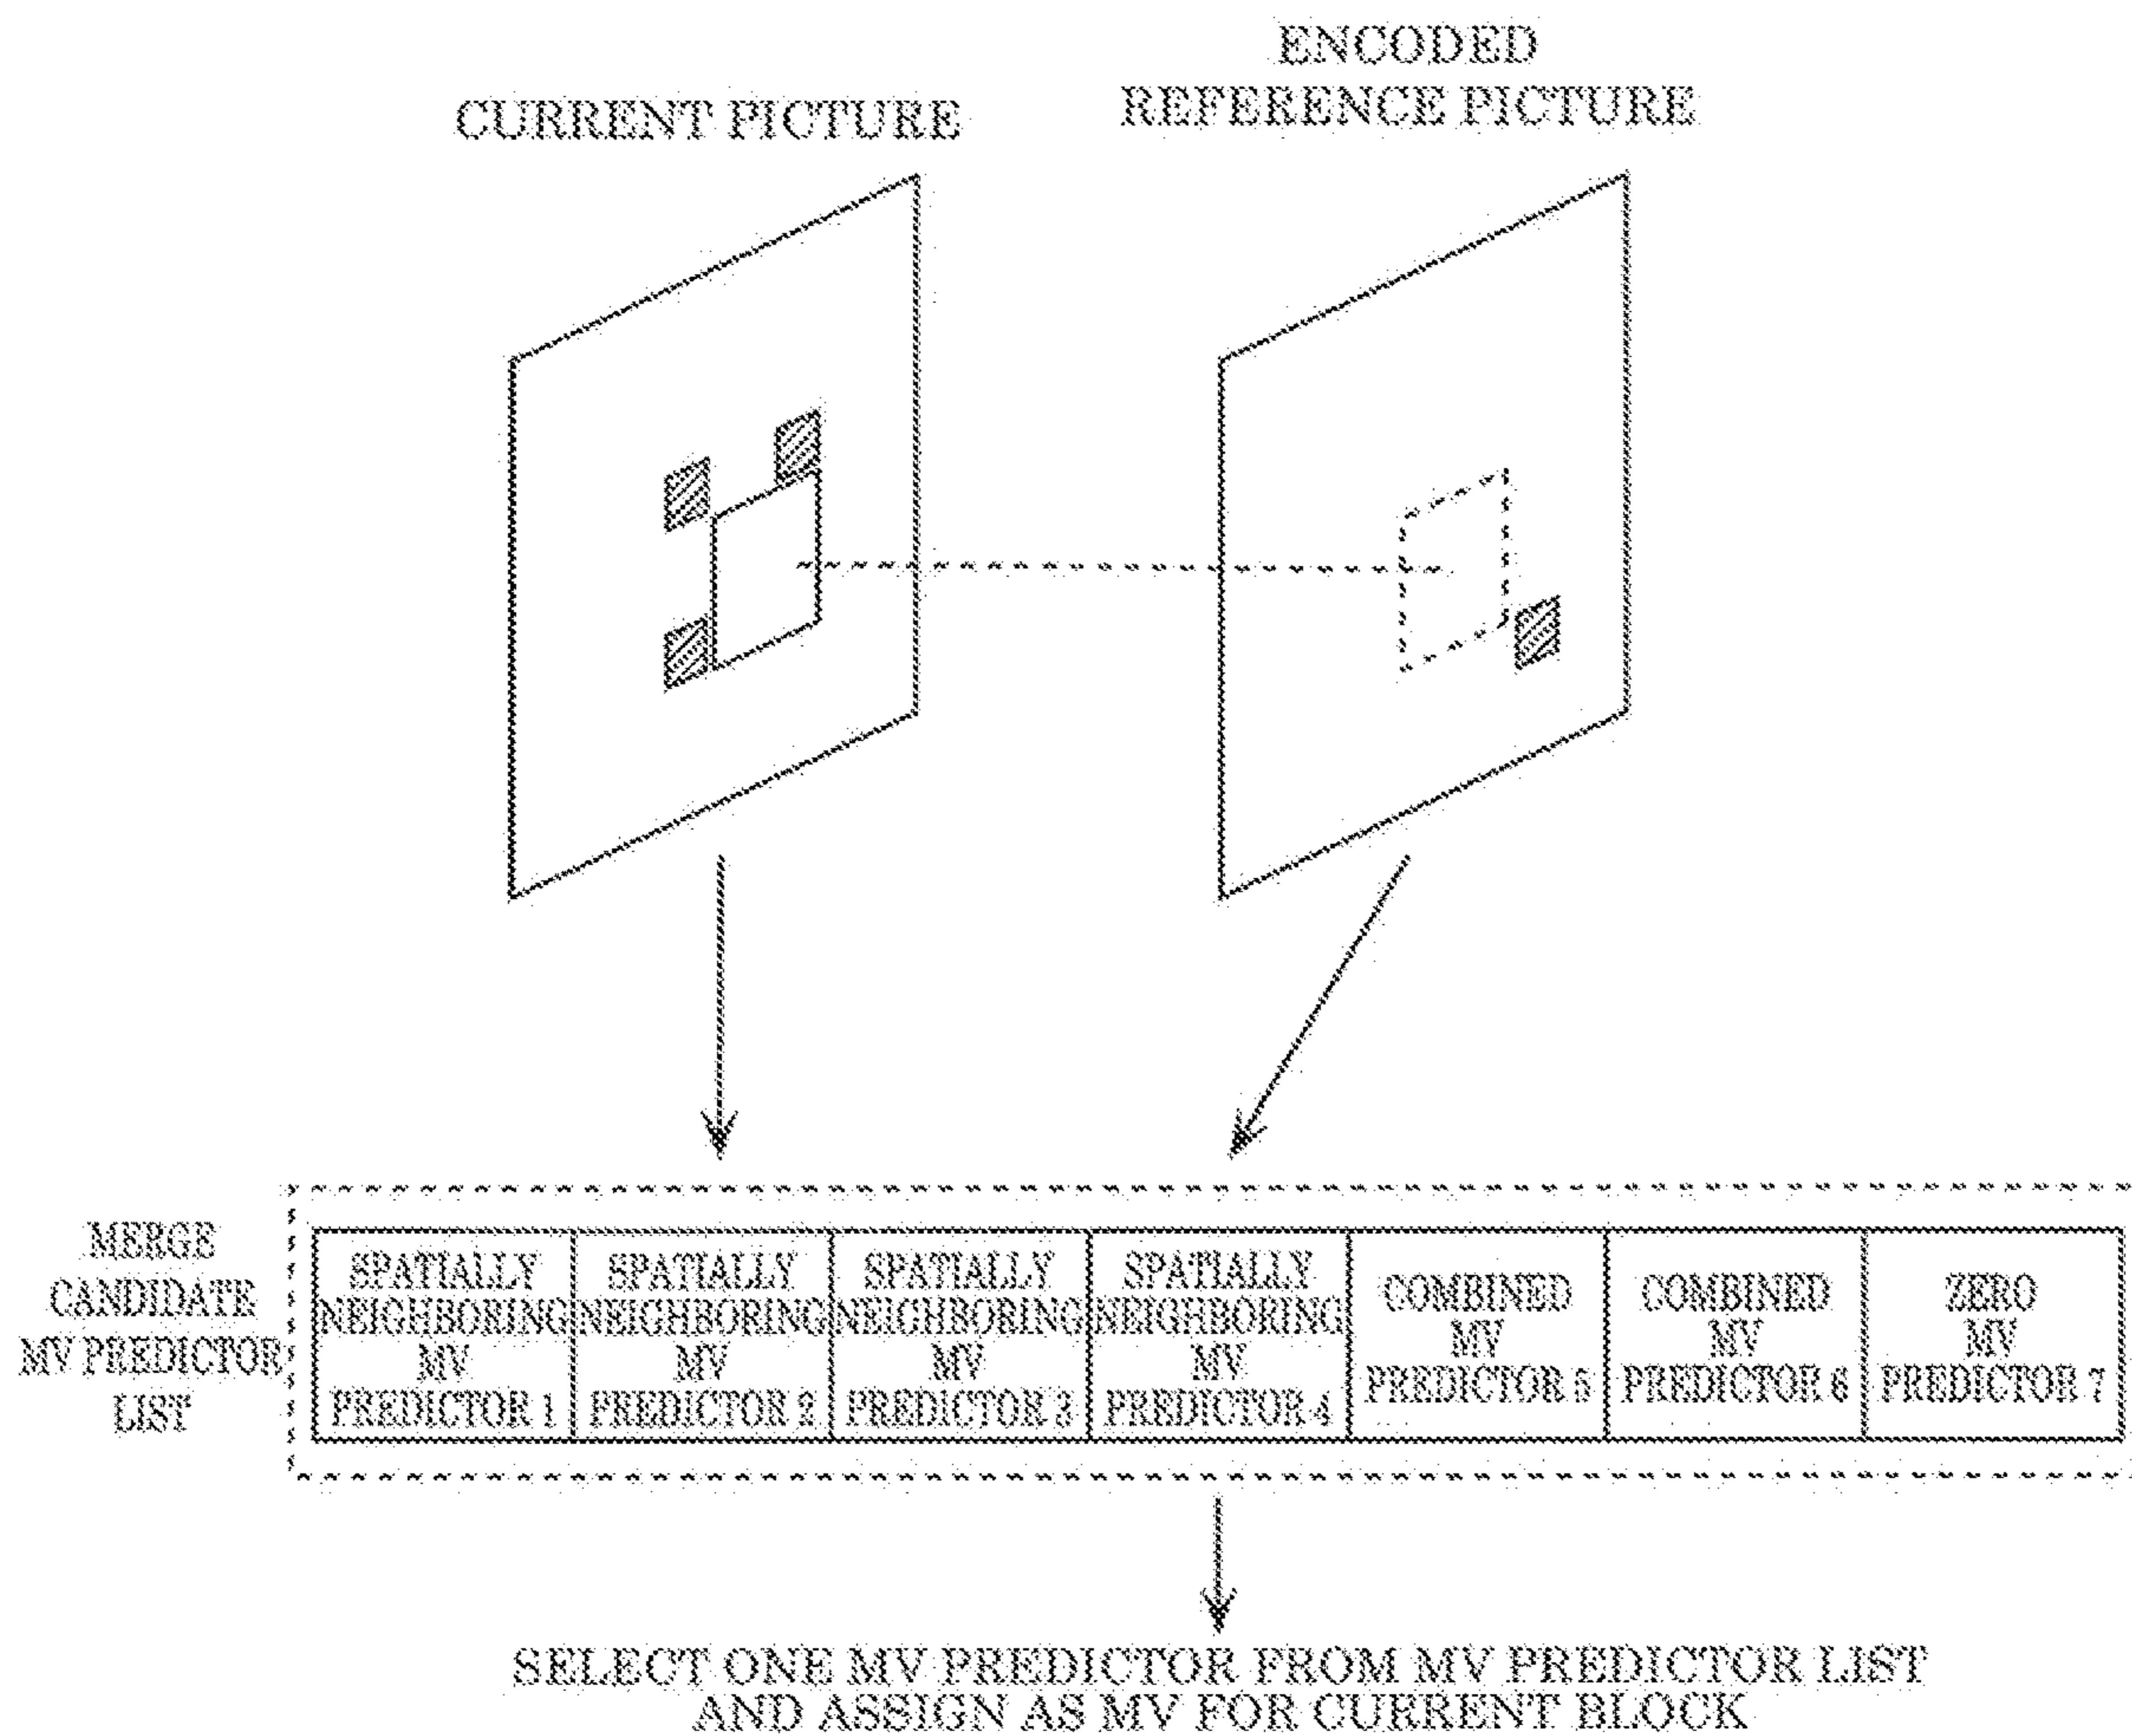 CURRENT PICTURE
ENCODED
REFERENCE PICTURE
MERGE
CANDIDATE
MV PREDICTOR
LIST
SPATIALLY
NEIGHBORING
MV
PREDICTOR 1
SPATIALLY
NEIGHBORING
MV
PREDICTOR 2
SPATIALLY
NEIGHBORING
MV
PREDICTOR 3
SPATIALLY
NEIGHBORING
MV
PREDICTOR 4
COMBINED
MV
PREDICTOR 5
COMBINED
MV
PREDICTOR 6
ZERO
MV
PREDICTOR 7
SELECT ONE MV PREDICTOR FROM MV PREDICTOR LIST
AND ASSIGN AS MV FOR CURRENT BLOCK